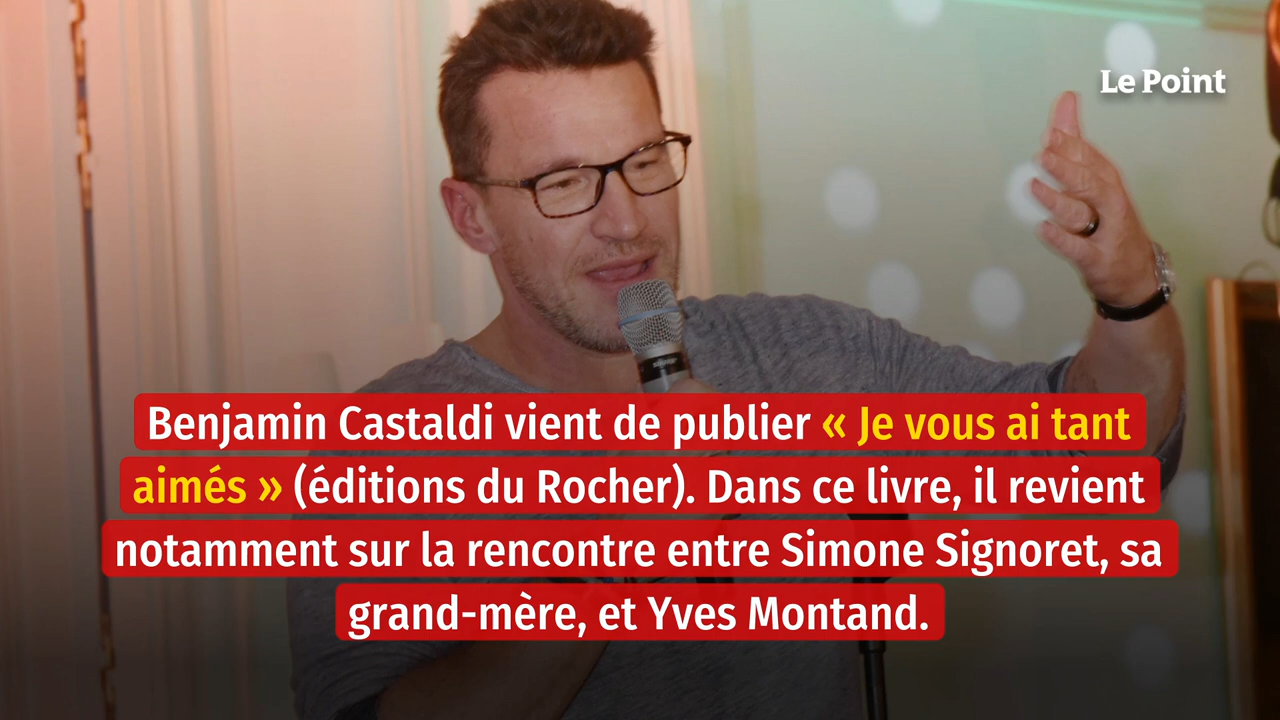 Le Point
Benjamin Castaldi vient de publier « Je vous ai tant
aimés » (éditions du Rocher). Dans ce livre, il revient
notamment sur la rencontre entre Simone Signoret, sa
grand-mère, et Yves Montand.